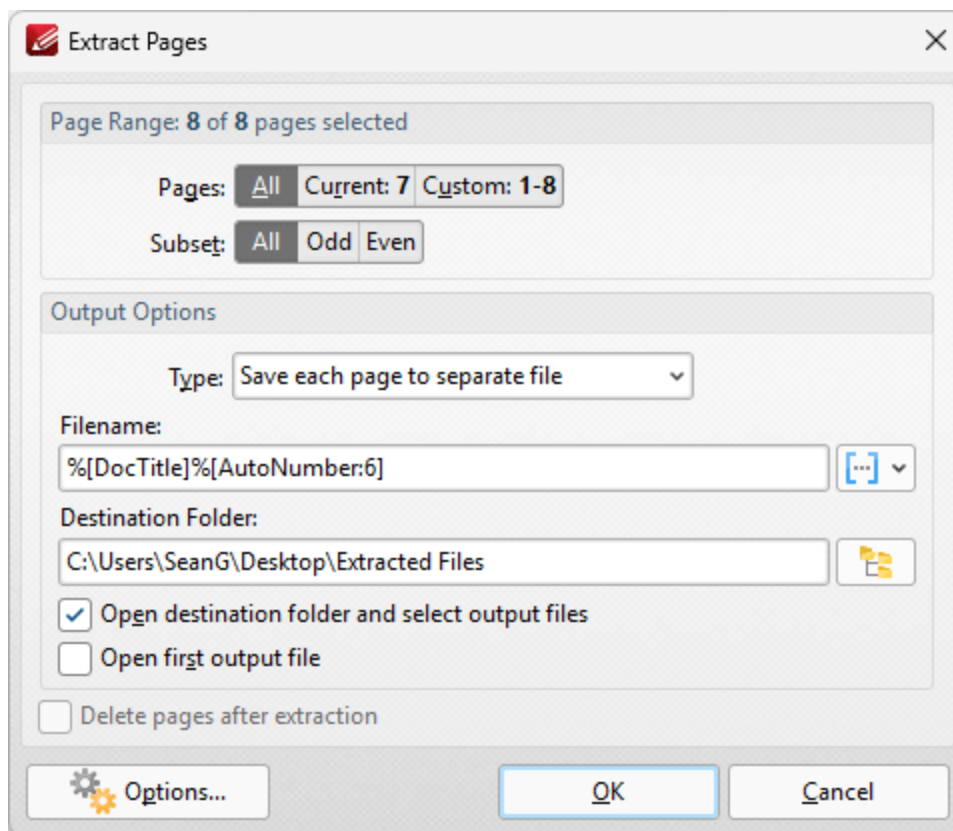 Extract Pages
Page Range: 8 of 8 pages selected
Pages: All Current: 7 Custom: 1-8
Subset: All Odd Even
Output Options
Type: Save each page to separate file
Filename:
%[DocTitle]%[AutoNumber:6]
Destination Folder:
C:\Users\SeanG\Desktop\Extracted Files
Open destination folder and select output files
Open first output file
Delete pages after extraction
Options... OK Cancel